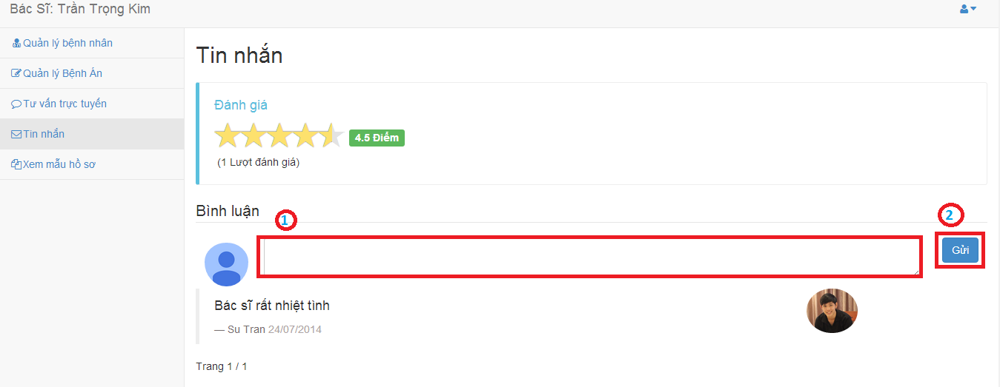 Bác Sĩ: Trần Trọng Kim
Quản lý bệnh nhân
Quản lý Bệnh Án
Tư vấn trực tuyến
Tin nhắn
Xem mẫu hồ sơ
Tin nhắn
Đánh giá
4.5 Điểm
(1 Lượt đánh giá)
Bình luận
1
2
Gửi
Bác sĩ rất nhiệt tình
— Su Tran 24/07/2014
Trang 1 / 1